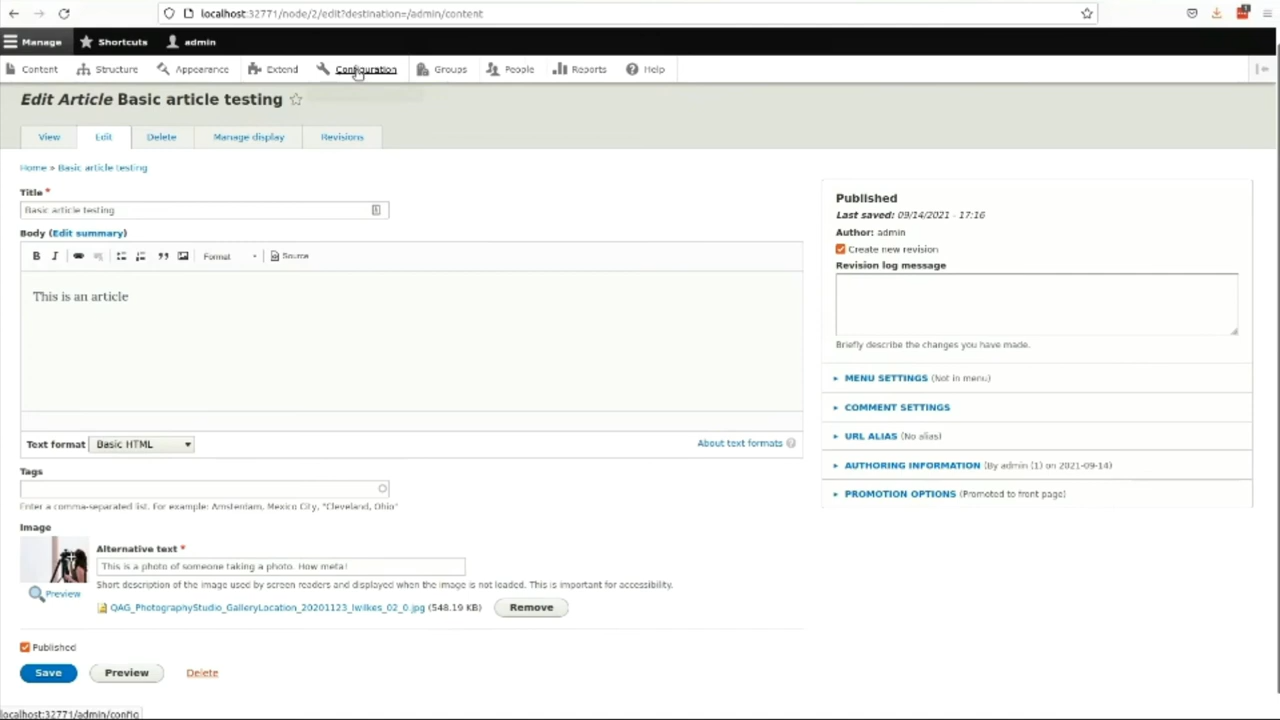 localhost:32771/node/2/edit?destination=/admin/content
Manage Shortcuts admin
Content Structure Appearance Extend Configuration Groups People Reports Help
Edit Article Basic article testing
View Edit Delete Manage display Revisions
Home » Basic article testing
Title *
Basic article testing
Body (Edit summary)
B I Format Source
This is an article
Text format Basic HTML About text formats
Tags
Enter a comma-separated list. For example: Amsterdam, Mexico City, "Cleveland, Ohio"
Image
Alternative text *
This is a photo of someone taking a photo. How meta!
Short description of the image used by screen readers and displayed when the image is not loaded. This is important for accessibility.
Preview
QAG_PhotographyStudio_GalleryLocation_20201123_lwilkes_02_0.jpg (548.19 KB) Remove
Published
Save Preview Delete
Published
Last saved: 09/14/2021 - 17:16
Author: admin
Create new revision
Revision log message
Briefly describe the changes you have made.
MENU SETTINGS (Not in menu)
COMMENT SETTINGS
URL ALIAS (No alias)
AUTHORING INFORMATION (By admin (1) on 2021-09-14)
PROMOTION OPTIONS (Promoted to front page)
localhost:32771/admin/config